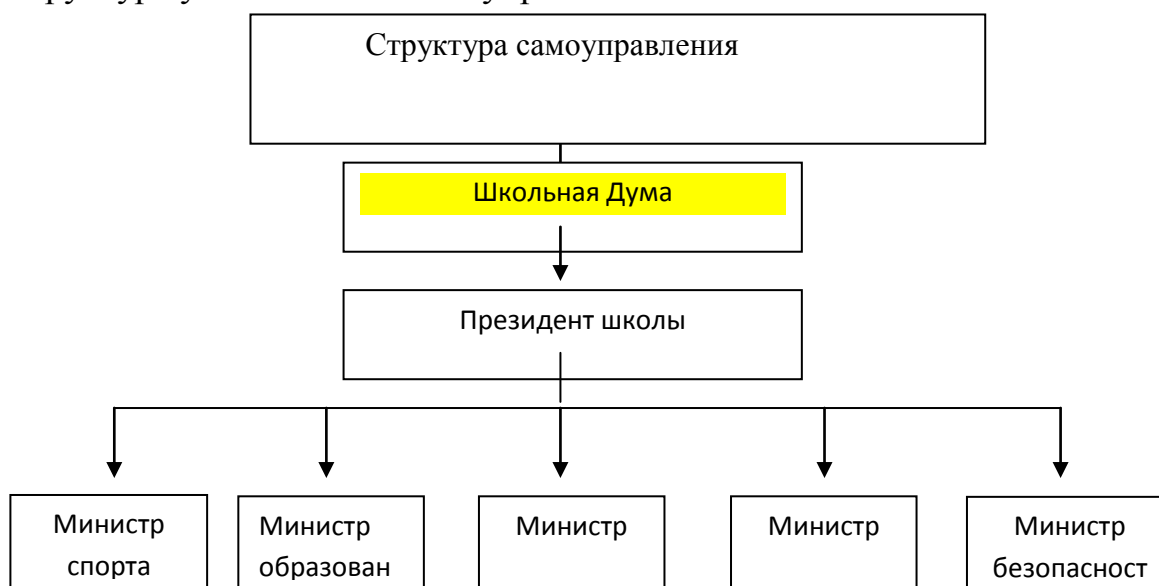 Структура самоуправления
Школьная Дума
Президент школы
Министр
спорта
Министр
образован
Министр
Министр
Министр
безопасност